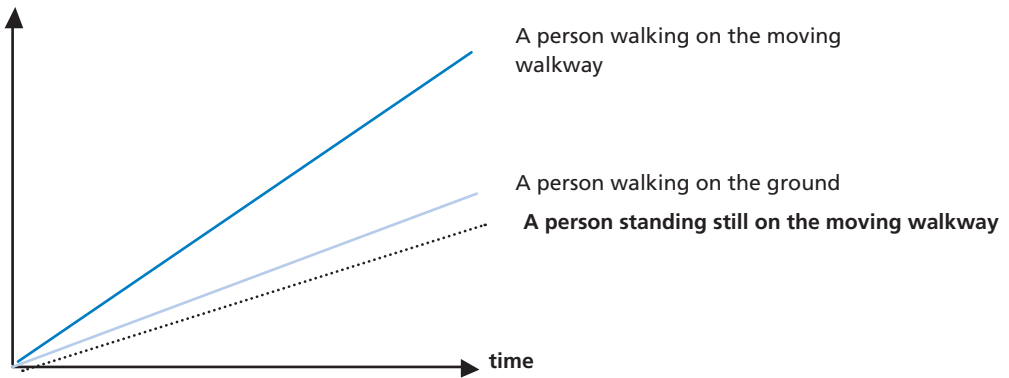 A person walking on the moving
walkway
A person walking on the ground
A person standing still on the moving walkway
time